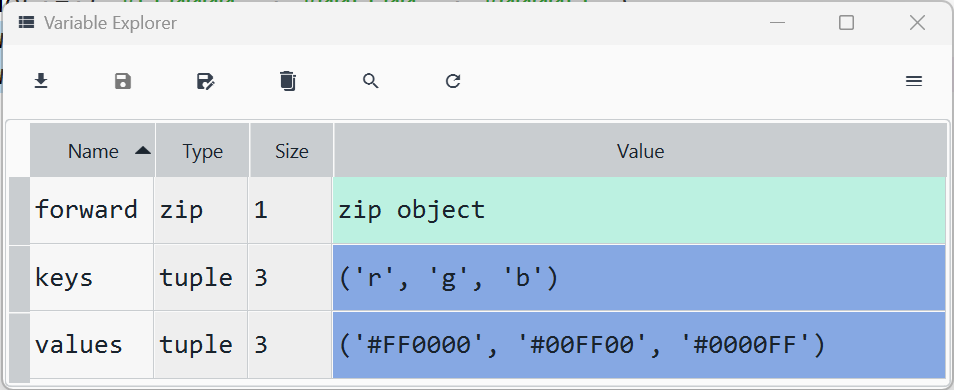 Variable Explorer
Name Type Size Value
forward zip 1 zip object
keys tuple 3 ('r', 'g', 'b')
values tuple 3 ('#FF0000', '#00FF00', '#0000FF')